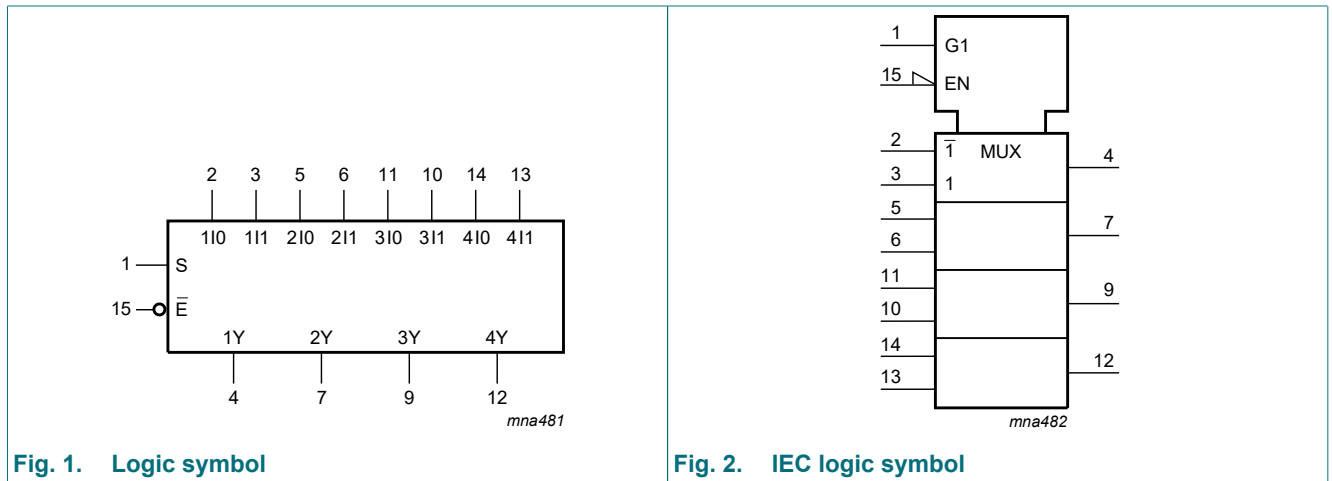 2 3 5 6 11 10 14 13
1I0 1I1 2I0 2I1 3I0 3I1 4I0 4I1
1 S
15 E̅
1Y 2Y 3Y 4Y
4 7 9 12
mna481
Fig. 1. Logic symbol
1 G1
15 EN
2 1̅ MUX 4
3 1
5
7
6
11
9
10
14
12
13
mna482
Fig. 2. IEC logic symbol